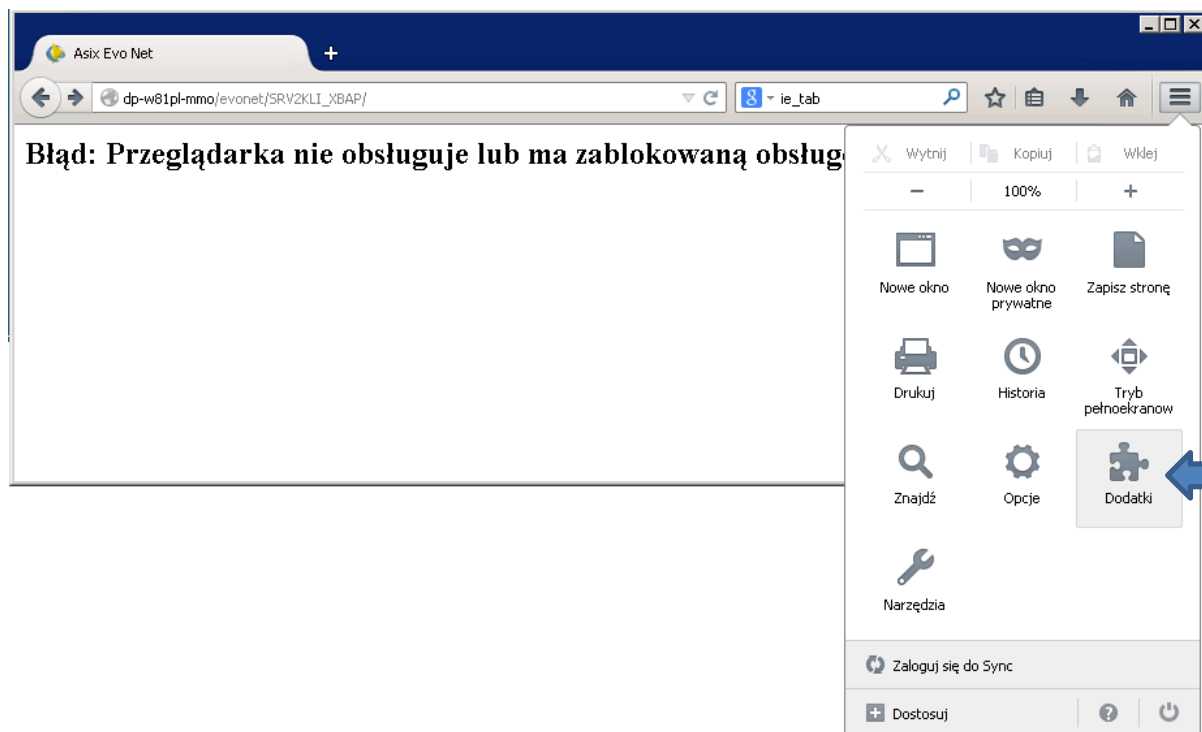 Asix Evo Net
dp-w81pl-mmo/evonet/SRV2KLI_XBAP/
ie_tab
Błąd: Przeglądarka nie obsługuje lub ma zablokowaną
Wytnij
Kopiuj
Wklej
100%
Nowe okno
Nowe okno
prywatne
Zapisz stronę
Drukuj
Historia
Tryb
pełnoekranow
Znajdź
Opcje
Dodatki
Narzędzia
Zaloguj się do Sync
Dostosuj